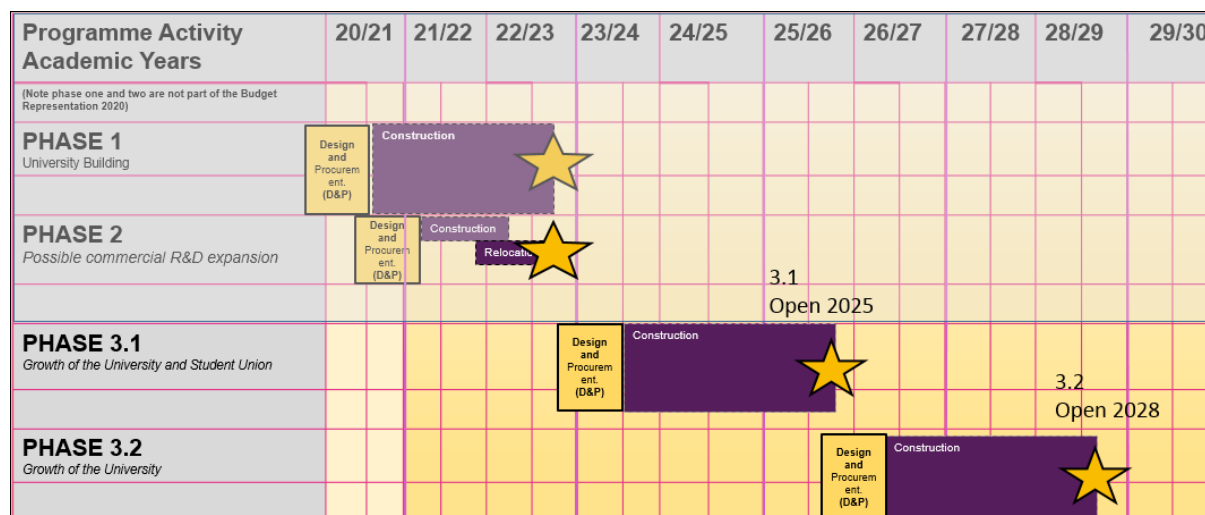 Programme Activity
Academic Years
20/21
21/22
22/23
23/24
24/25
25/26
26/27
27/28
28/29
29/30
(Note phase one and two are not part of the Budget
Representation 2020)
PHASE 1
University Building
Design
and
Procurem
ent.
(D&P)
Construction
PHASE 2
Possible commercial R&D expansion
Design
and
Procurem
ent.
(D&P)
Construction
Relocatio
3.1
Open 2025
PHASE 3.1
Growth of the University and Student Union
Design
and
Procurem
ent.
(D&P)
Construction
3.2
Open 2028
PHASE 3.2
Growth of the University
Design
and
Procurem
ent.
(D&P)
Construction